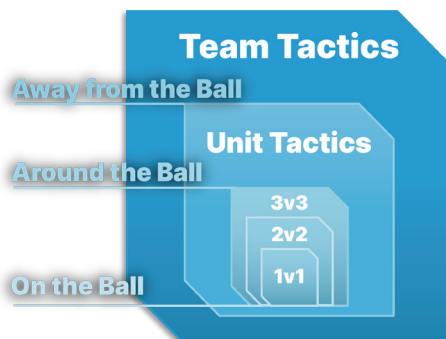 Team Tactics
Away from the Ball
Unit Tactics
Around the Ball
3v3
2v2
1v1
On the Ball